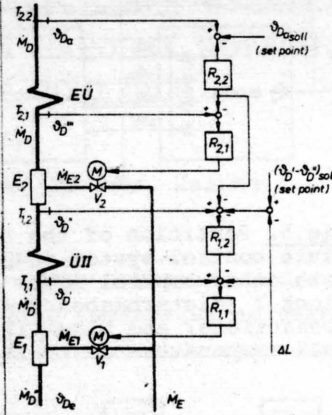 T2,2 ϑDa ϑDa soll
ṀD (set point)
R2,2
EÜ
T2,1 ϑD'''
ṀD R2,1
M
E2 ṀE2 V2 (ϑD'-ϑD'')soll
(set point)
T1,2 ϑD''
ṀD R1,2
ÜII
T1,1 ϑD'
ṀD R1,1
M
E1 ṀE1 V1 ΔL
ṀD ϑDe ṀE